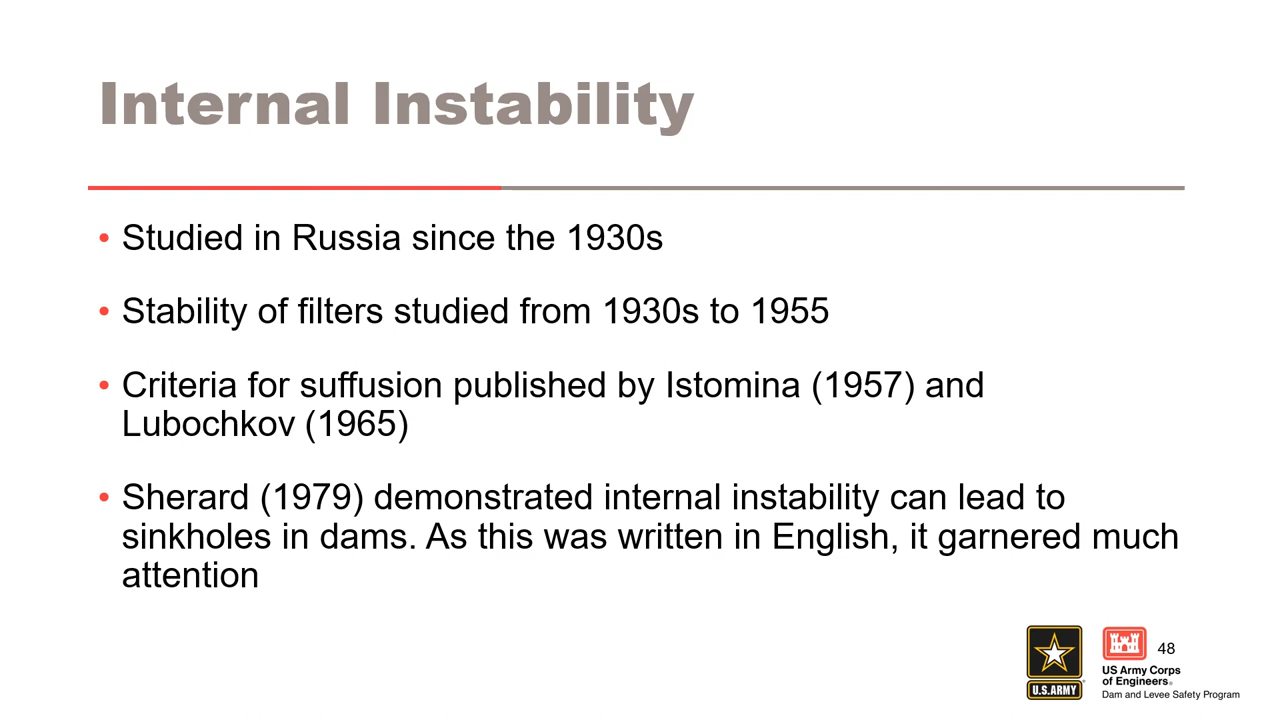 Internal Instability
• Studied in Russia since the 1930s
• Stability of filters studied from 1930s to 1955
• Criteria for suffusion published by Istomina (1957) and
Lubochkov (1965)
• Sherard (1979) demonstrated internal instability can lead to
sinkholes in dams. As this was written in English, it garnered much
attention
48
U.S.ARMY
US Army Corps
of Engineers®
Dam and Levee Safety Program